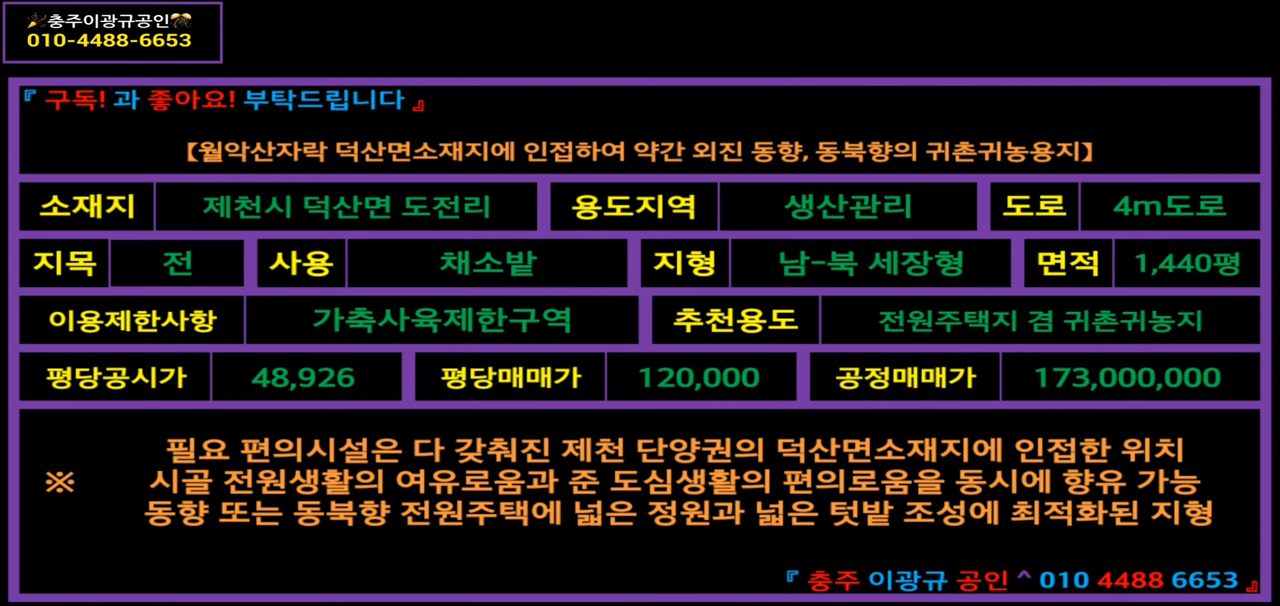 🎉충주이광규공인🎊
010-4488-6653
『 구독! 과 좋아요! 부탁드립니다 』
【월악산자락 덕산면소재지에 인접하여 약간 외진 동향, 동북향의 귀촌귀농용지】
소재지 제천시 덕산면 도전리 용도지역 생산관리 도로 4m도로
지목 전 사용 채소밭 지형 남-북 세장형 면적 1,440평
이용제한사항 가축사육제한구역 추천용도 전원주택지 겸 귀촌귀농지
평당공시가 48,926 평당매매가 120,000 공정매매가 173,000,000
필요 편의시설은 다 갖춰진 제천 단양권의 덕산면소재지에 인접한 위치
※ 시골 전원생활의 여유로움과 준 도심생활의 편의로움을 동시에 향유 가능
동향 또는 동북향 전원주택에 넓은 정원과 넓은 텃밭 조성에 최적화된 지형
『 충주 이광규 공인 ^ 010 4488 6653 』